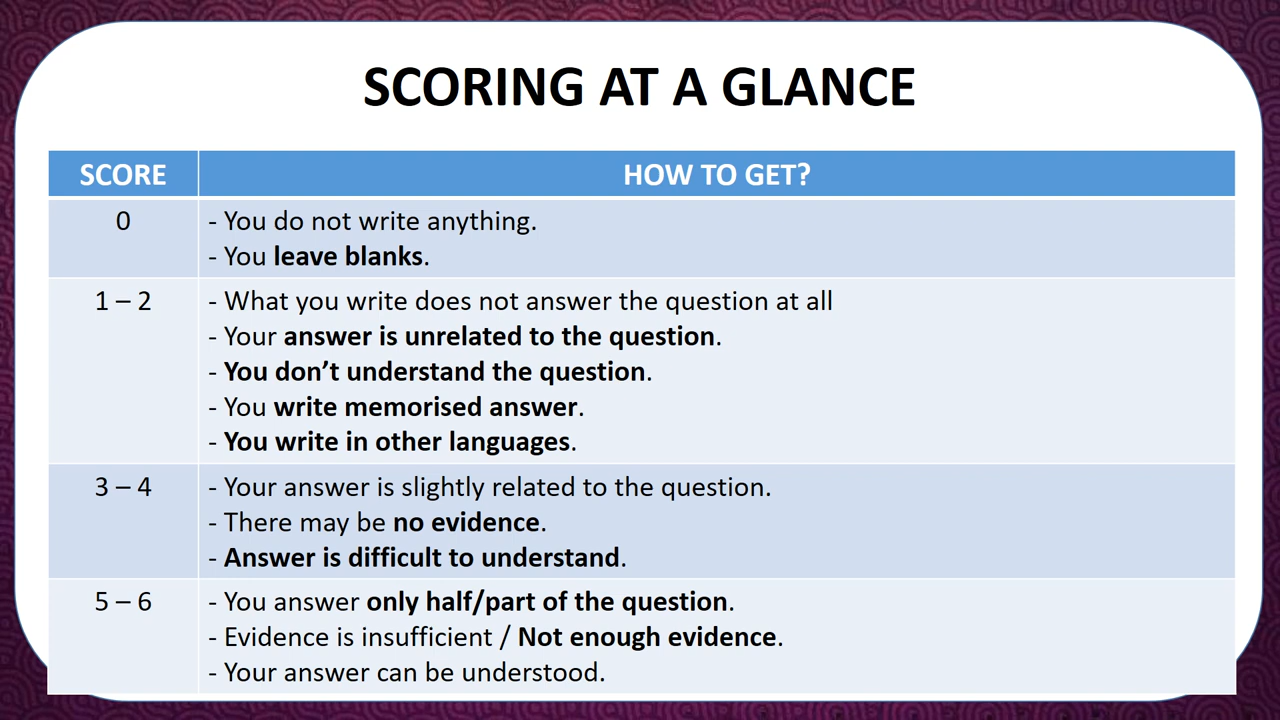 SCORING AT A GLANCE
SCORE
HOW TO GET?
0
- You do not write anything.
- You leave blanks.
1 – 2
- What you write does not answer the question at all
- Your answer is unrelated to the question.
- You don’t understand the question.
- You write memorised answer.
- You write in other languages.
3 – 4
- Your answer is slightly related to the question.
- There may be no evidence.
- Answer is difficult to understand.
5 – 6
- You answer only half/part of the question.
- Evidence is insufficient / Not enough evidence.
- Your answer can be understood.